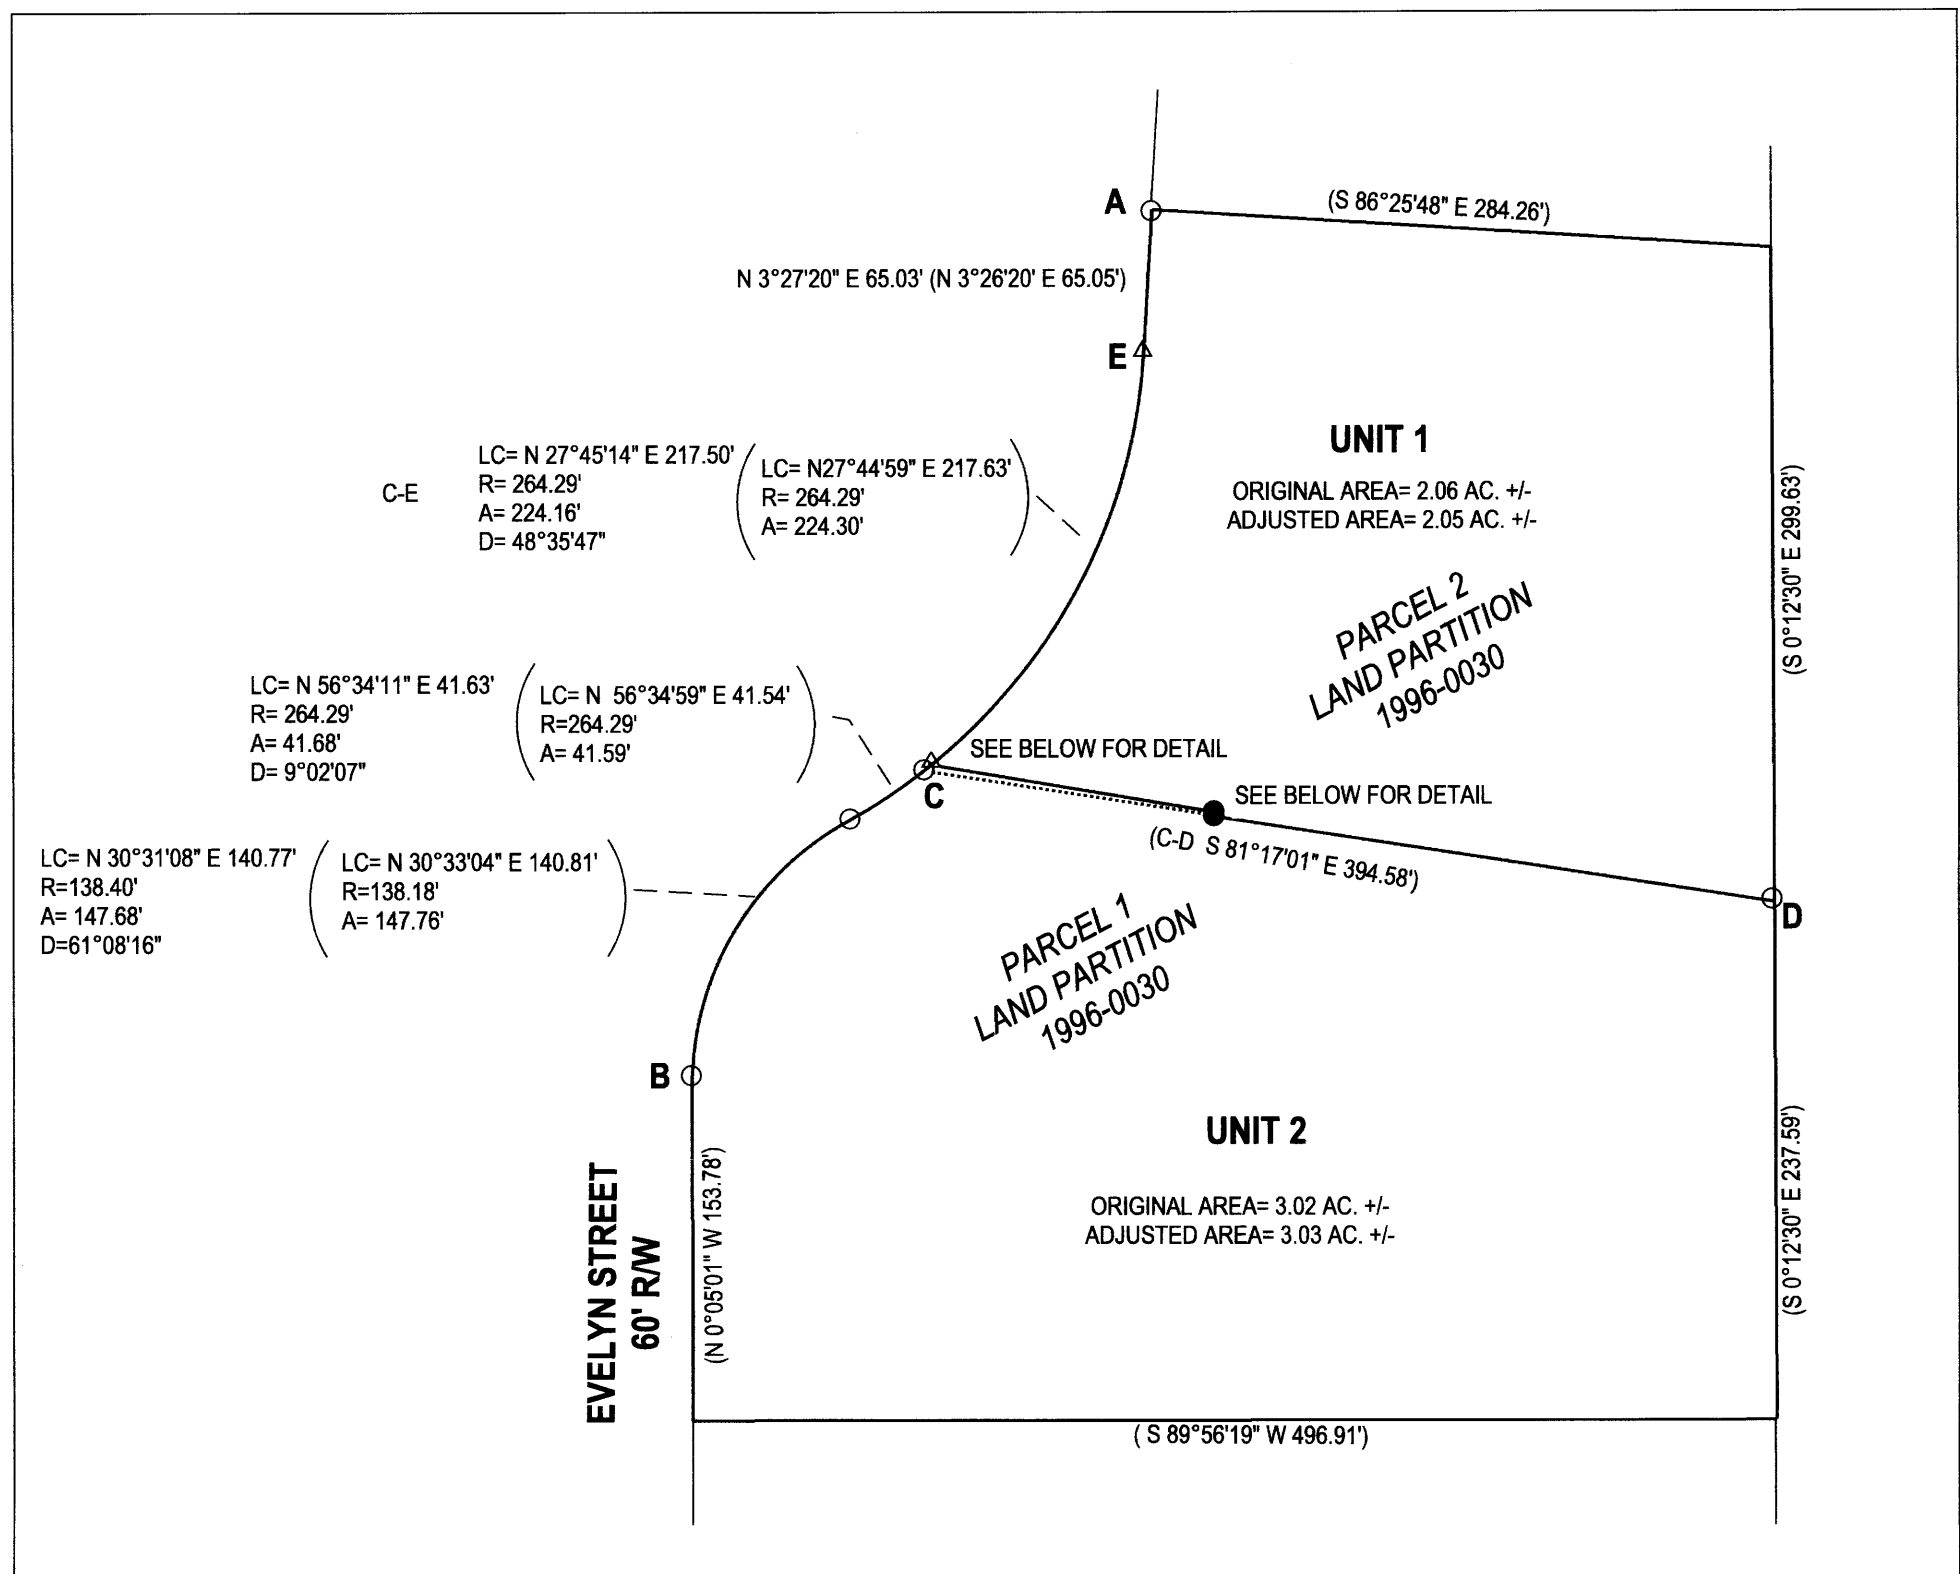 A
(S 86°25'48" E 284.26')
N 3°27'20" E 65.03' (N 3°26'20' E 65.05')
E
UNIT 1
ORIGINAL AREA= 2.06 AC. +/-
ADJUSTED AREA= 2.05 AC. +/-
C-E
LC= N 27°45'14" E 217.50'
R= 264.29'
A= 224.16'
D= 48°35'47"
LC= N27°44'59" E 217.63'
R= 264.29'
A= 224.30'
(S 0°12'30" E 299.63')
PARCEL 2
LAND PARTITION
1996-0030
LC= N 56°34'11" E 41.63'
R= 264.29'
A= 41.68'
D= 9°02'07"
LC= N 56°34'59" E 41.54'
R=264.29'
A= 41.59'
SEE BELOW FOR DETAIL
C
SEE BELOW FOR DETAIL
(C-D S 81°17'01" E 394.58')
D
LC= N 30°31'08" E 140.77'
R=138.40'
A= 147.68'
D=61°08'16"
LC= N 30°33'04" E 140.81'
R=138.18'
A= 147.76'
PARCEL 1
LAND PARTITION
1996-0030
B
UNIT 2
ORIGINAL AREA= 3.02 AC. +/-
ADJUSTED AREA= 3.03 AC. +/-
EVELYN STREET
60' R/W
(N 0°05'01" W 153.78')
(S 0°12'30" E 237.59')
( S 89°56'19" W 496.91')